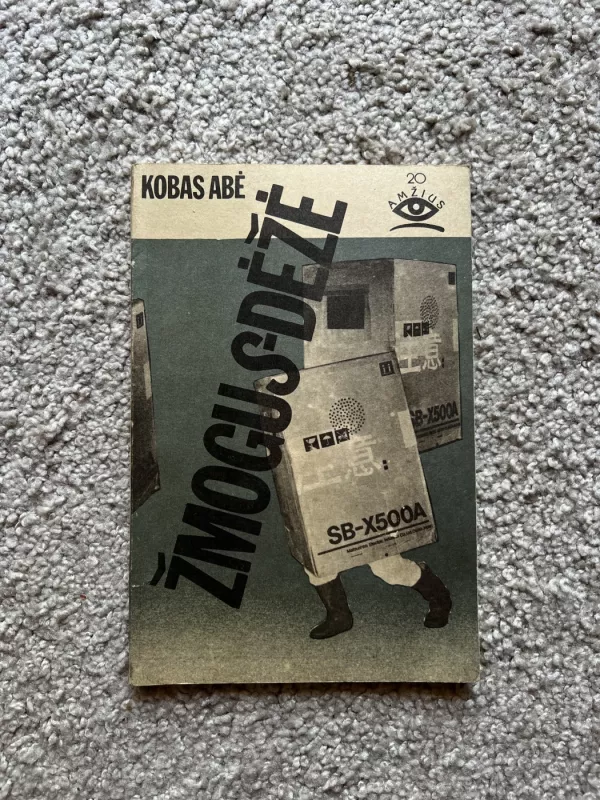 KOBAS ABĖ
20
AMŽIUS
ŽMOGUS-DĖŽĖ
SB-X500A
SB-X500A